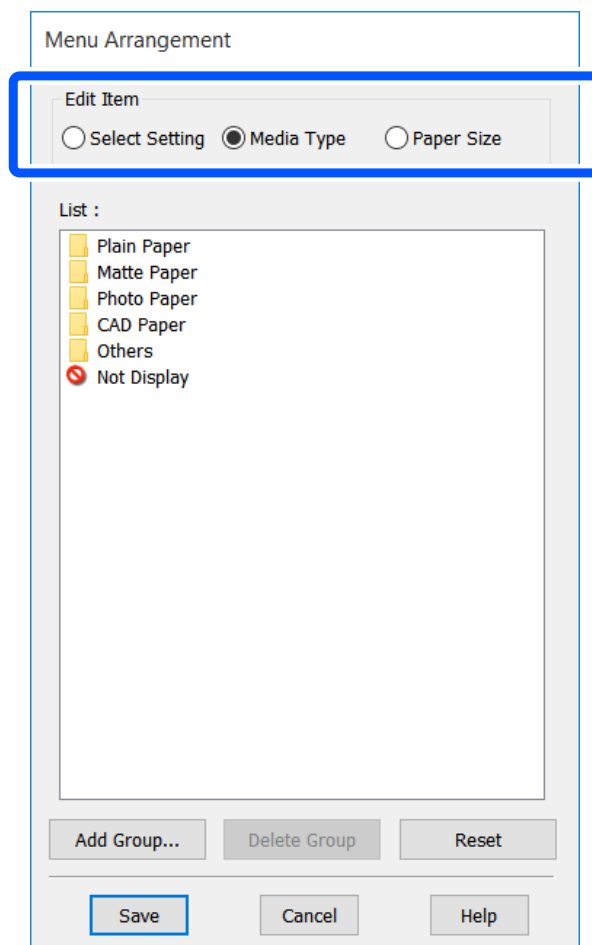 Menu Arrangement
Edit Item
Select Setting Media Type Paper Size
List :
Plain Paper
Matte Paper
Photo Paper
CAD Paper
Others
Not Display
Add Group... Delete Group Reset
Save Cancel Help